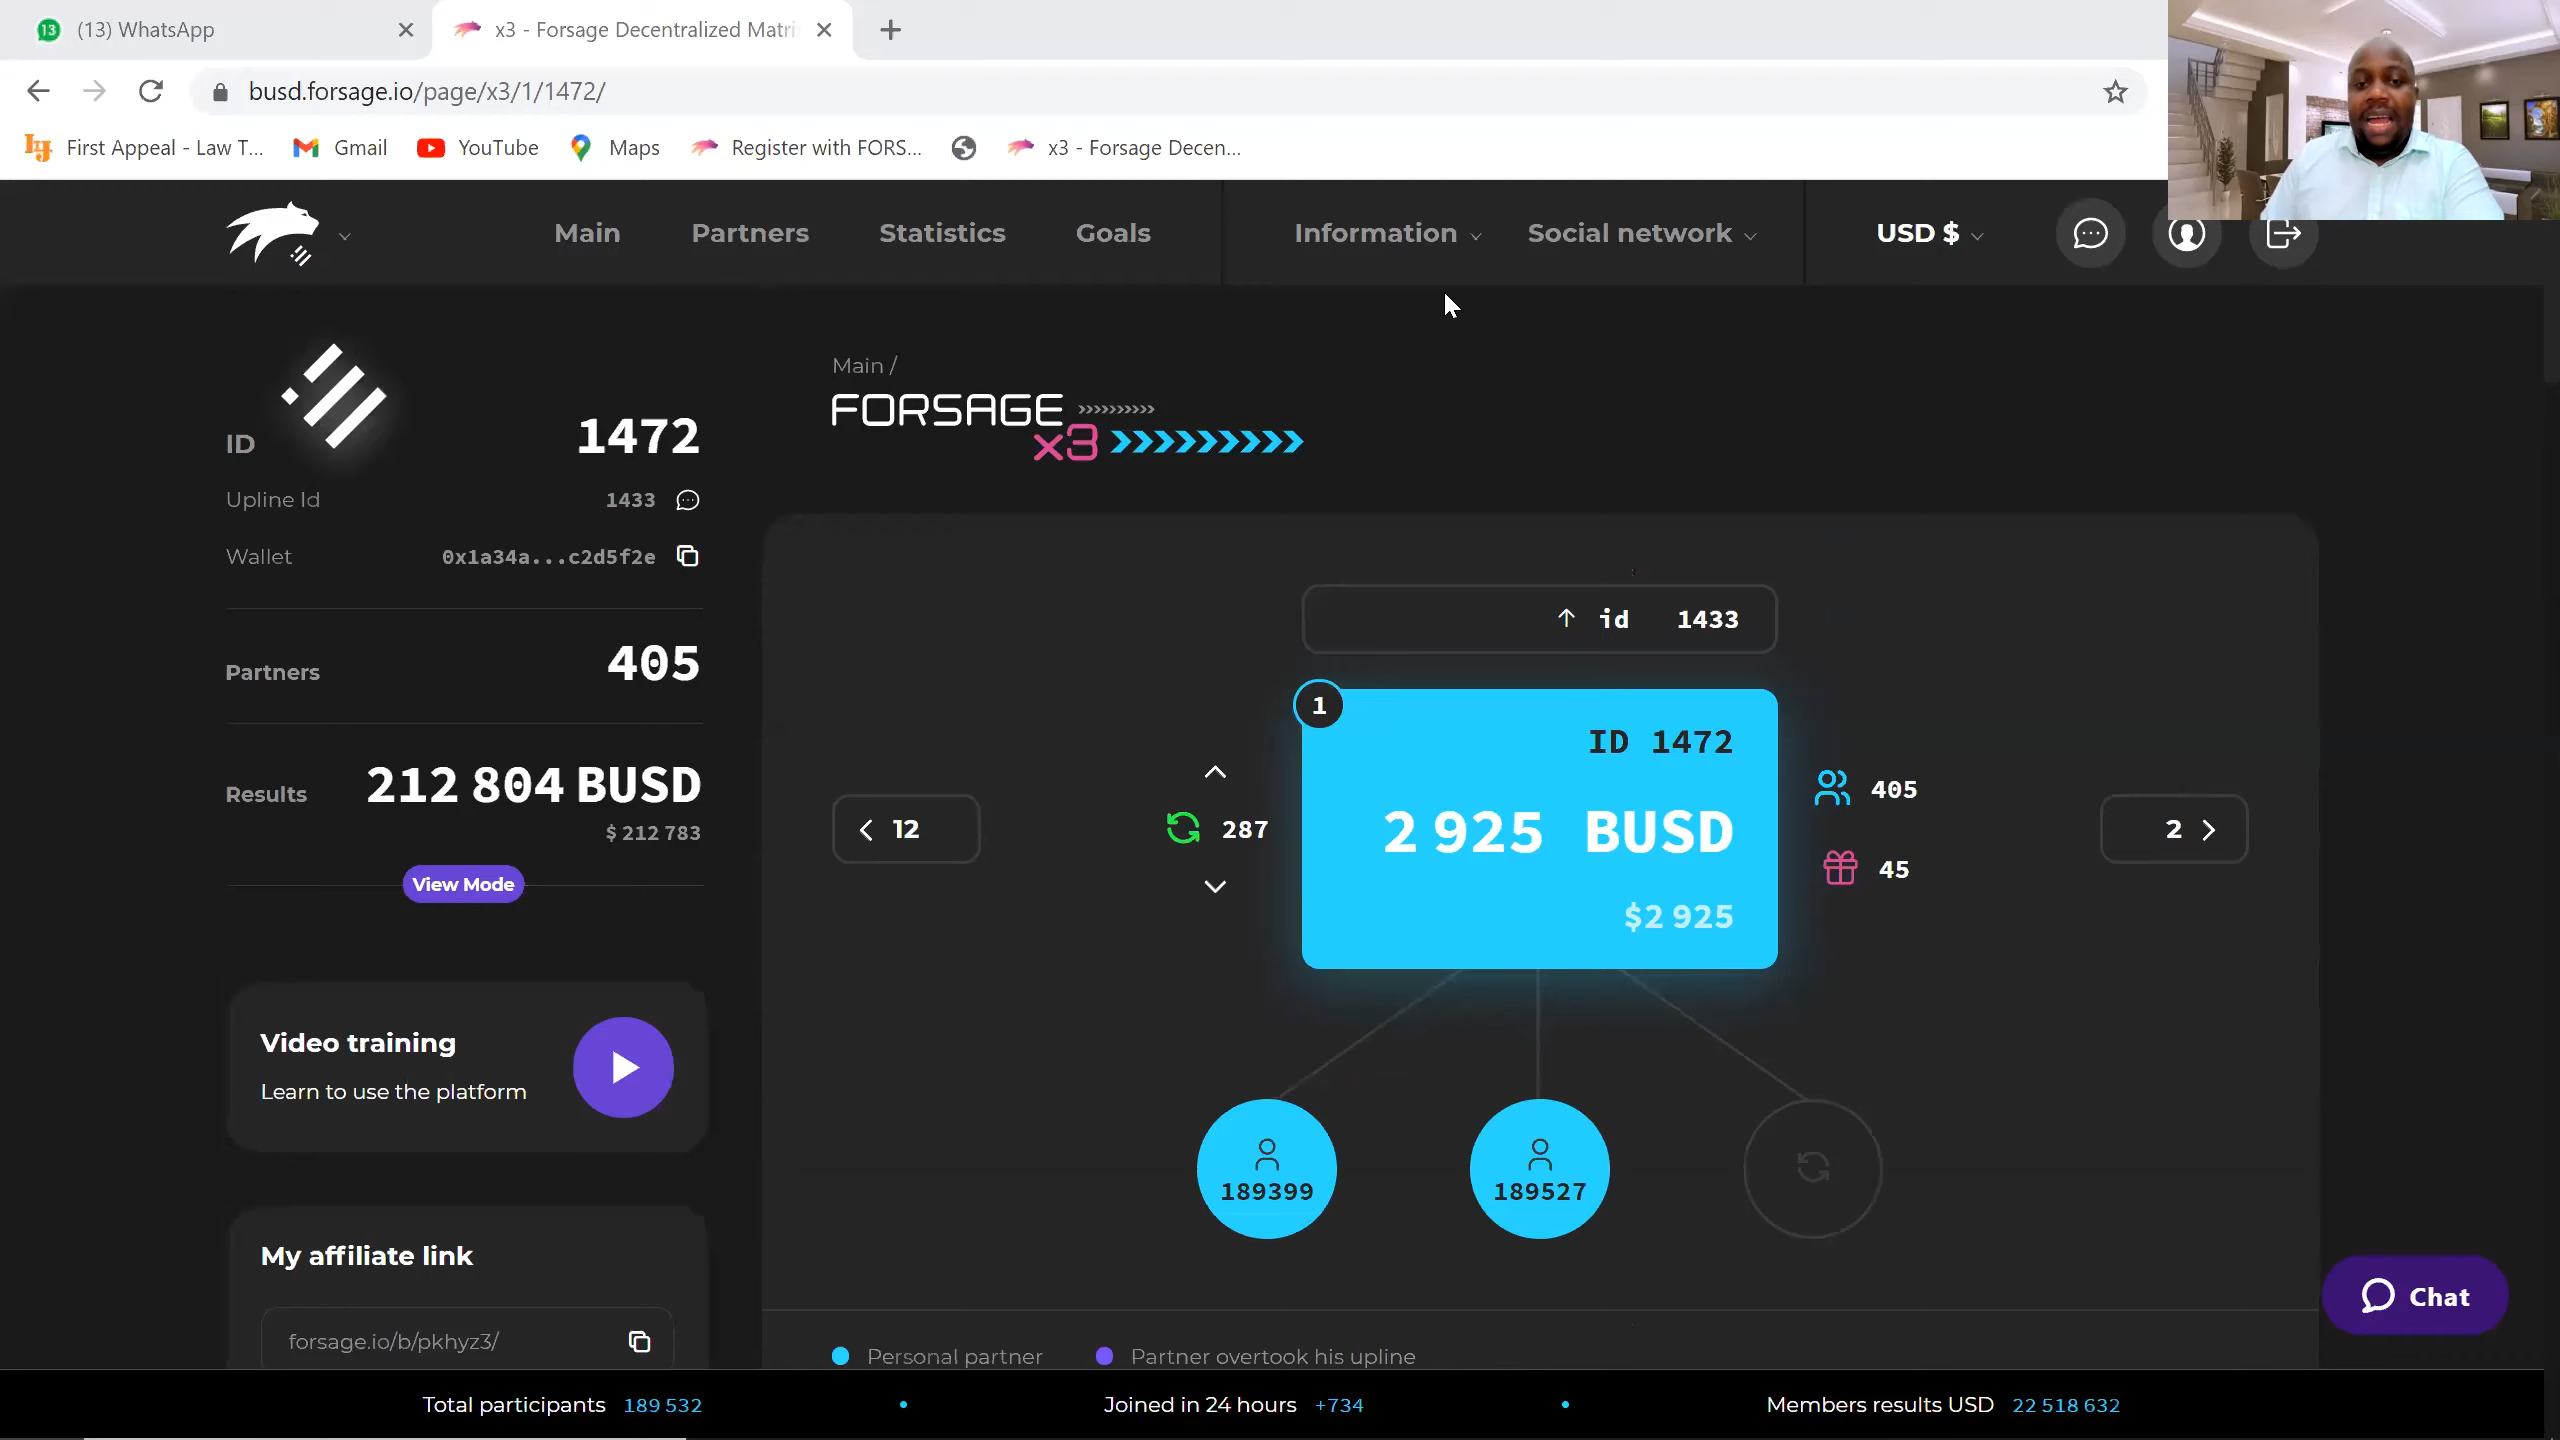 13 (13) WhatsApp
x3 - Forsage Decentralized Matri
busd.forsage.io/page/x3/1/1472/
First Appeal - Law T...
Gmail
YouTube
Maps
Register with FORS...
x3 - Forsage Decen...
Main
Partners
Statistics
Goals
Information
Social network
USD $
ID 1472
Upline Id 1433
Wallet 0x1a34a...c2d5f2e
Partners 405
Results 212 804 BUSD
$ 212 783
View Mode
Video training
Learn to use the platform
My affiliate link
forsage.io/b/pkhyz3/
Main /
FORSAGE
x3
id 1433
1
ID 1472
2 925 BUSD
$2 925
12
287
405
45
2
189399
189527
Personal partner
Partner overtook his upline
Chat
Total participants 189 532
Joined in 24 hours +734
Members results USD 22 518 632